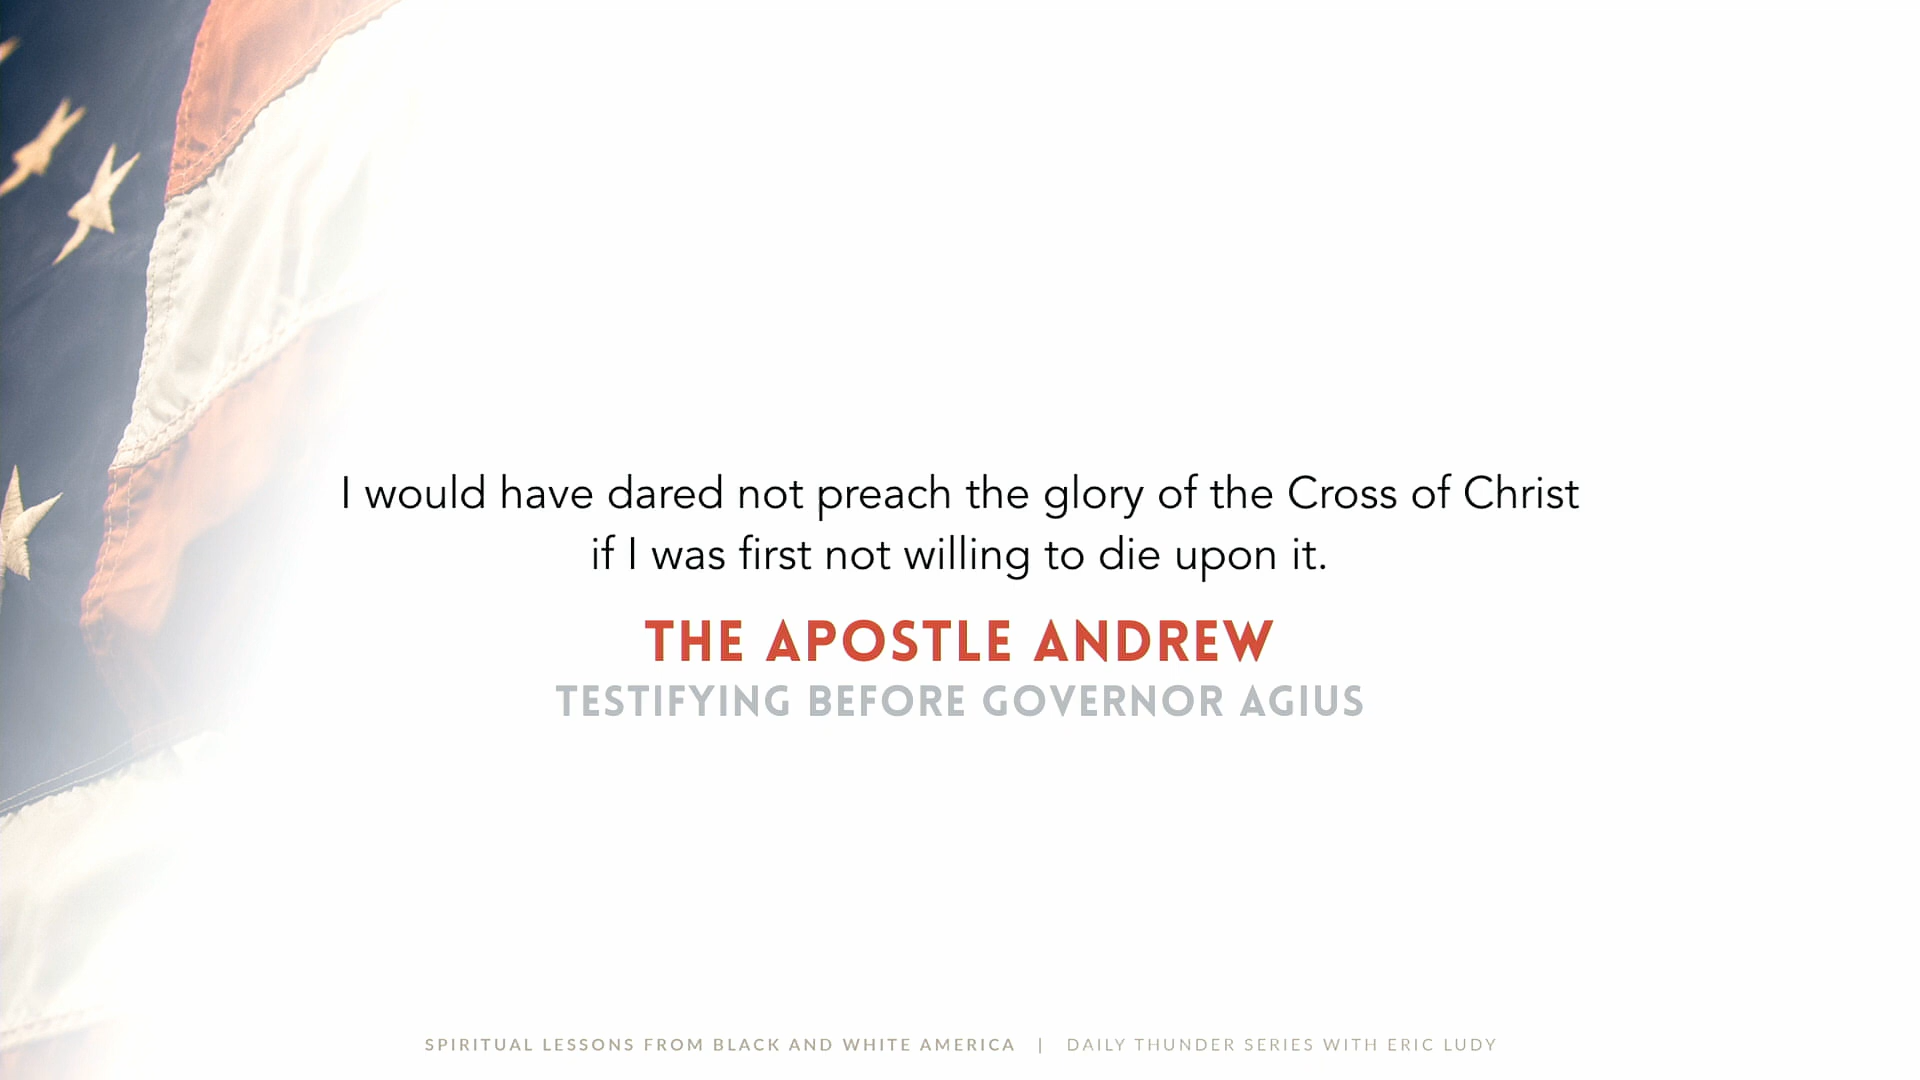 I would have dared not preach the glory of the Cross of Christ
if I was first not willing to die upon it.
THE APOSTLE ANDREW
TESTIFYING BEFORE GOVERNOR AGIUS
SPIRITUAL LESSONS FROM BLACK AND WHITE AMERICA | DAILY THUNDER SERIES WITH ERIC LUDY